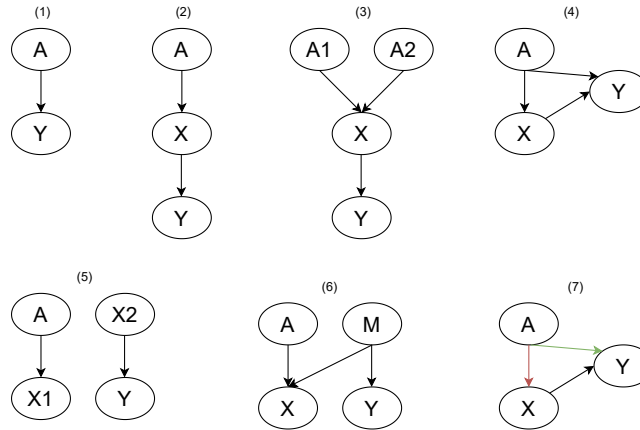 (1)
A
Y
(2)
A
X
Y
(3)
A1 A2
X
Y
(4)
A
Y
X
(5)
A X2
X1 Y
(6)
A M
X Y
(7)
A
Y
X